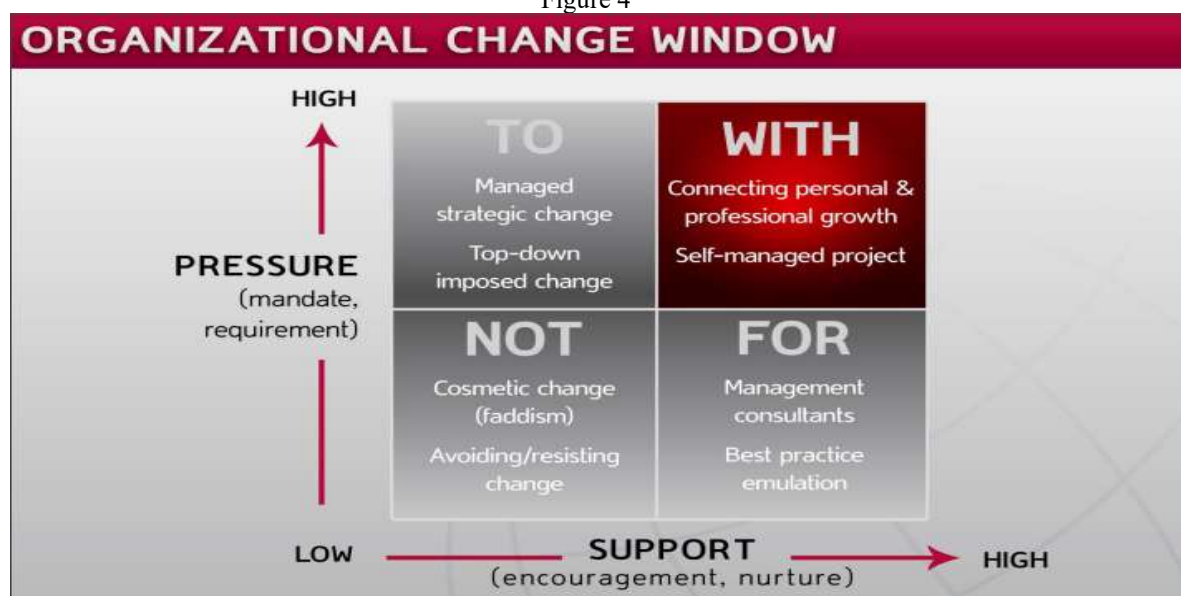 Figure 4
ORGANIZATIONAL CHANGE WINDOW
HIGH
TO
Managed
strategic change
Top-down
imposed change
WITH
Connecting personal &
professional growth
Self-managed project
PRESSURE
(mandate,
requirement)
NOT
Cosmetic change
(faddism)
Avoiding/resisting
change
FOR
Management
consultants
Best practice
emulation
LOW
SUPPORT
(encouragement, nurture)
HIGH